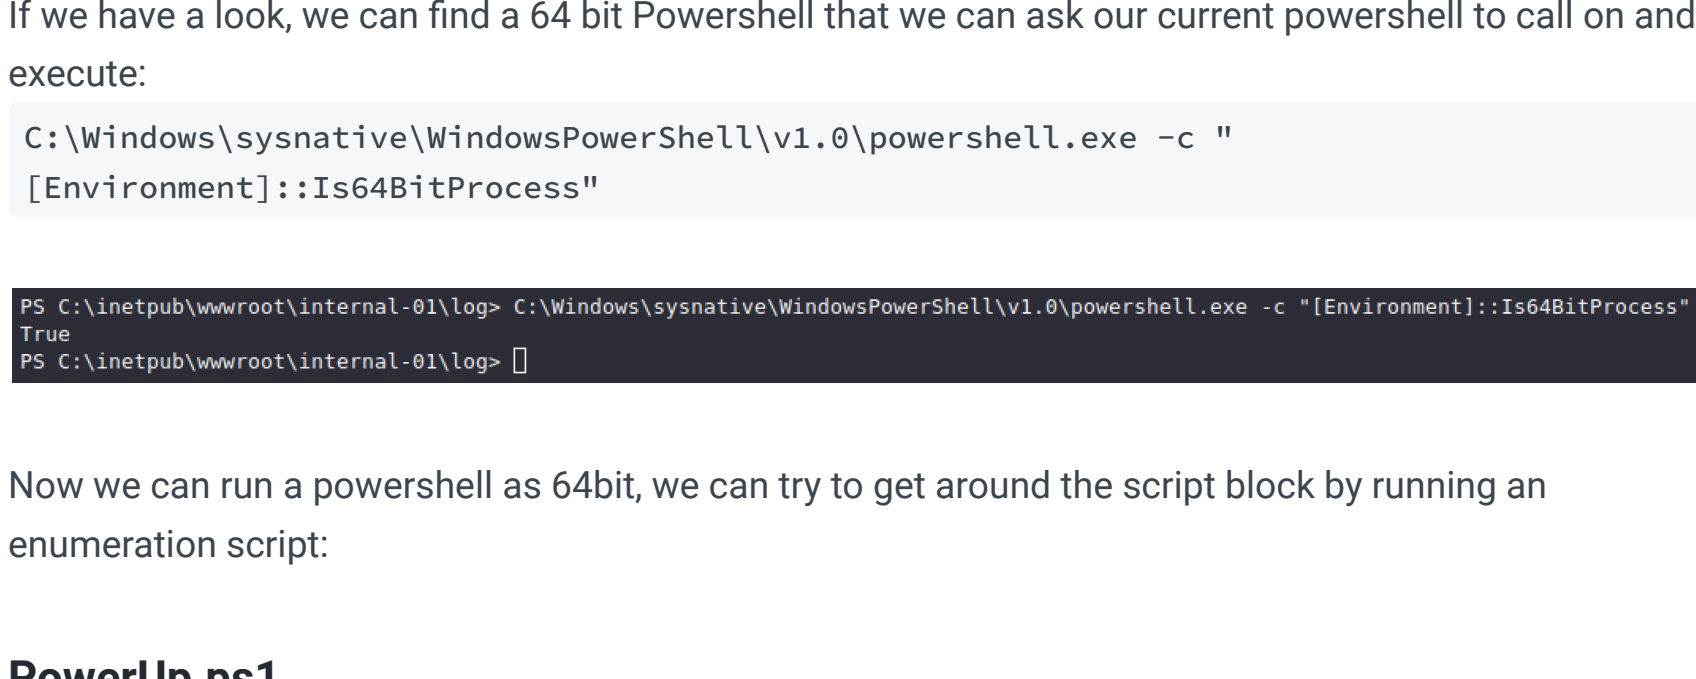 If we have a look, we can find a 64 bit Powershell that we can ask our current powershell to call on and
execute:
C:\Windows\sysnative\WindowsPowerShell\v1.0\powershell.exe -c "
[Environment]::Is64BitProcess"
PS C:\inetpub\wwwroot\internal-01\log> C:\Windows\sysnative\WindowsPowerShell\v1.0\powershell.exe -c "[Environment]::Is64BitProcess"
True
PS C:\inetpub\wwwroot\internal-01\log>
Now we can run a powershell as 64bit, we can try to get around the script block by running an
enumeration script:
PowerUp.ps1